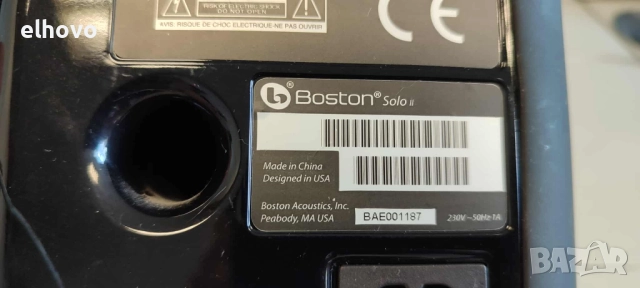 elhovo
RISK OF ELECTRIC SHOCK
DO NOT OPEN
AVIS: RISQUE DE CHOC ELECTRIQUE-NE PAS OUVRIR
CE
b® Boston® Solo II
Made in China
Designed in USA
Boston Acoustics, Inc.
Peabody, MA USA
BAE001187
230V~50Hz 1A
BAZAR